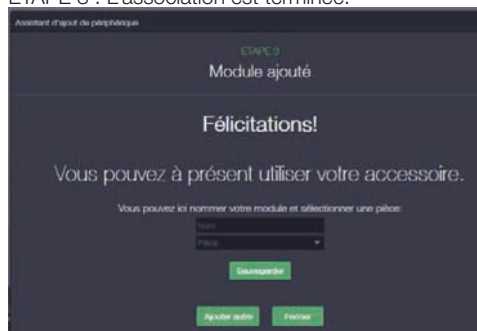 ETAPE 3 : L'association est terminée.
Assistant d'ajout de périphérique
ETAPE 3
Module ajouté
Félicitations!
Vous pouvez à présent utiliser votre accessoire.
Vous pouvez ici nommer votre module et sélectionner une pièce:
Nom
Pièce
Sauvegarder
Ajouter autre
Fermer